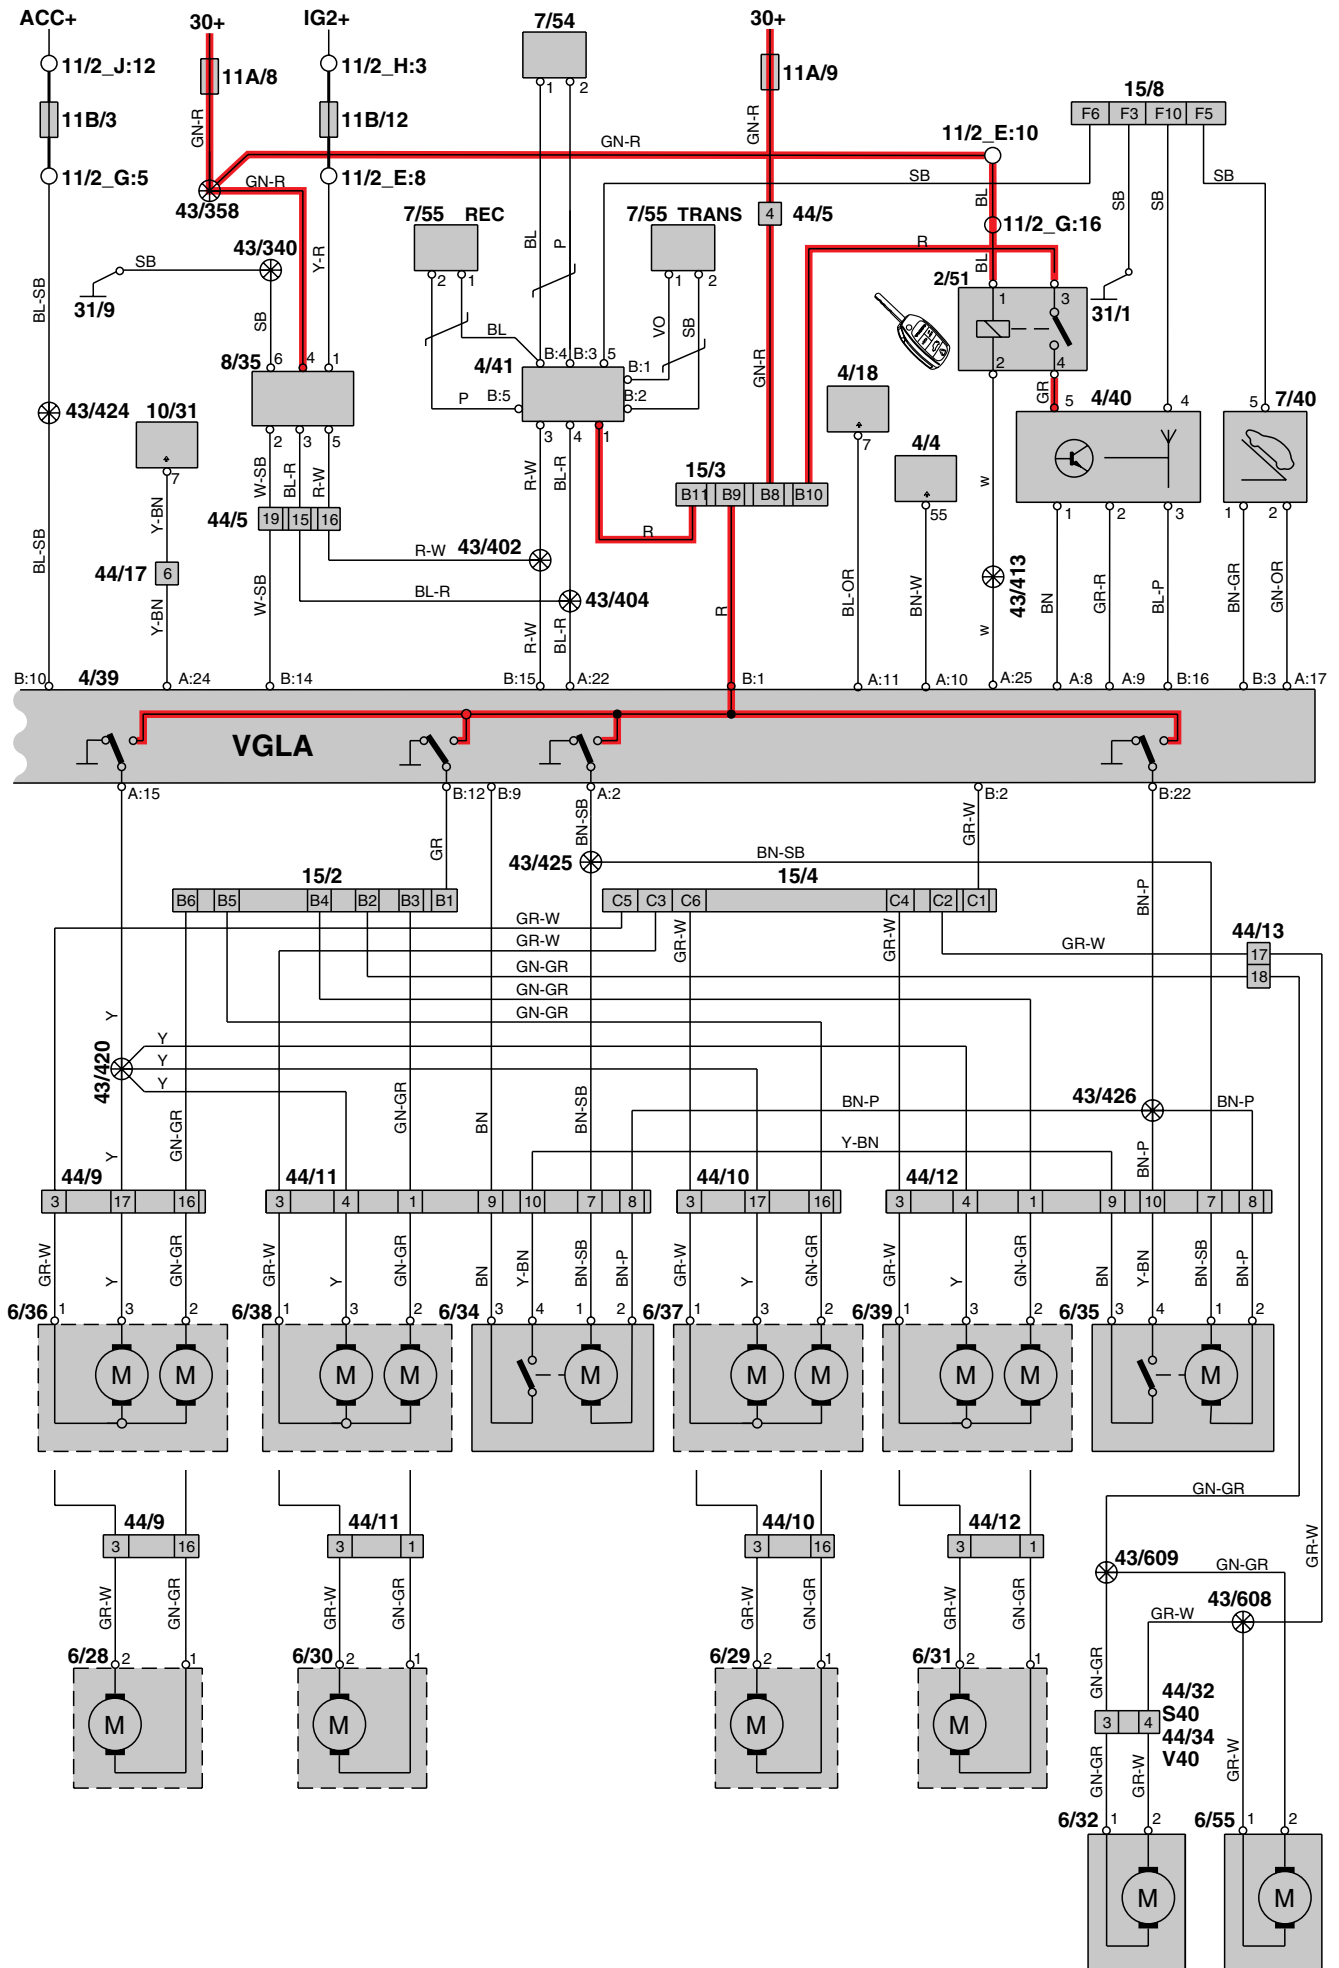 ACC+ 30+ IG2+ 7/54 30+
11/2_J:12 11A/8 11/2_H:3 11A/9
1 2 15/8
11B/3 11B/12 F6 F3 F10 F5
GN-R GN-R GN-R 11/2_E:10
11/2_G:5 GN-R 11/2_E:8 SB SB
43/358 7/55 REC 7/55 TRANS 4 44/5 BL SB SB
11/2_G:16
43/340 Y-R BL P R
SB 2 1 1 2 BL
31/9 2/51 1 3 31/1
BL-SB SB BL VO SB
8/35 6 4 1 B:4 B:3 5 B:1 GN-R 2 4
4/41 B:2 4/18 GR
43/424 10/31 P B:5 5 4/40 4 5 7/40
2 3 5 3 4 1 7 4/4
7 W-SB BL-R R-W R-W BL-R 15/3 w
Y-BN B11 B9 B8 B10 55 1 2 3 1 2
44/5 19 15 16 R
BL-SB R-W 43/402
44/17 6 43/413
BL-R 43/404 BL-OR BN-W BN GR-R BL-P BN-GR GN-OR
Y-BN W-SB R-W BL-R R w
B:10 4/39 A:24 B:14 B:15 A:22 B:1 A:11 A:10 A:25 A:8 A:9 B:16 B:3 A:17
VGLA
A:15 B:12 B:9 A:2 B:2 B:22
GR BN-SB GR-W
43/425 BN-SB
15/2 15/4
B6 B5 B4 B2 B3 B1 C5 C3 C6 C4 C2 C1 BN-P
GR-W
GR-W GR-W GR-W GR-W 44/13
17
GN-GR 18
GN-GR
Y GN-GR
Y
43/420 Y
Y
GN-GR BN BN-SB BN-P 43/426 BN-P
GN-GR
Y Y-BN BN-P
44/9 44/11 44/10 44/12
3 17 16 3 4 1 9 10 7 8 3 17 16 3 4 1 9 10 7 8
GR-W Y GN-GR GR-W Y GN-GR BN Y-BN BN-SB BN-P GR-W Y GN-GR GR-W Y GN-GR BN Y-BN BN-SB BN-P
6/36 1 3 2 6/38 1 3 2 6/34 3 4 1 2 6/37 1 3 2 6/39 1 3 2 6/35 3 4 1 2
M M M M M M M M M M
GN-GR
44/9 44/11 44/10 44/12
3 16 3 1 3 16 3 1 GR-W
43/609 GN-GR
GR-W GN-GR GR-W GN-GR GR-W GN-GR GR-W GN-GR
43/608
GR-W
6/28 2 1 6/30 2 1 6/29 2 1 6/31 2 1
GN-GR
M M M M 44/32
3 4 S40
44/34
V40
GN-GR GR-W GR-W
6/32 1 2 6/55 1 2
M M